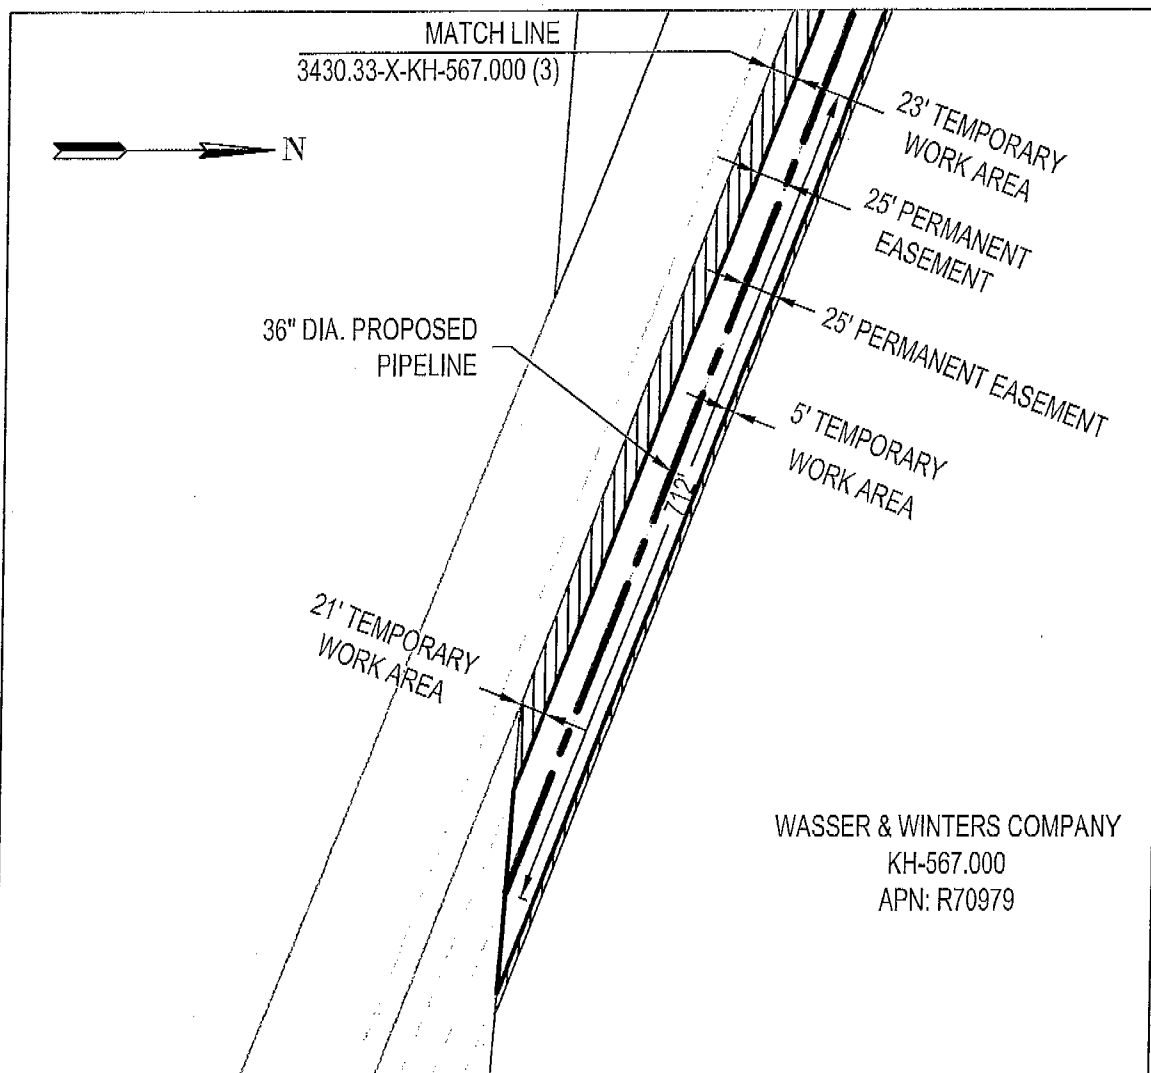 MATCH LINE
3430.33-X-KH-567.000 (3)
N
23' TEMPORARY
WORK AREA
25' PERMANENT
EASEMENT
36" DIA. PROPOSED
PIPELINE
25' PERMANENT EASEMENT
5' TEMPORARY
WORK AREA
712'
21' TEMPORARY
WORK AREA
WASSER & WINTERS COMPANY
KH-567.000
APN: R70979